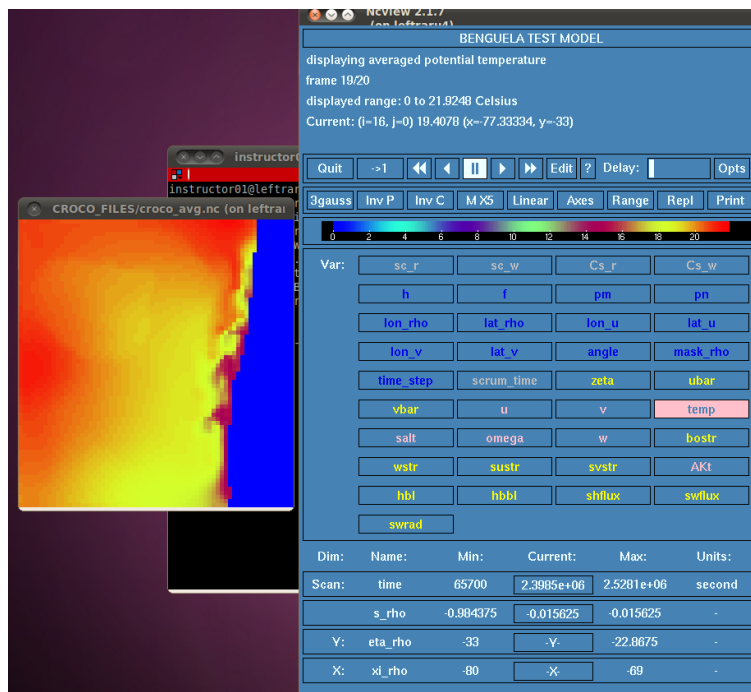 Ncview 2.1.7
(on leftraru4)
BENGUELA TEST MODEL
displaying averaged potential temperature
frame 19/20
displayed range: 0 to 21.9248 Celsius
Current: (i=16, j=0) 19.4078 (x=-77.33334, y=-33)
Quit ->1 Edit ? Delay: Opts
3gauss Inv P Inv C M X5 Linear Axes Range Repl Print
0 2 4 6 8 10 12 14 16 18 20
instructor0
instructor01@leftrar
CROCO_FILES/croco_avg.nc (on leftrar
Var: sc_r sc_w Cs_r Cs_w
h f pm pn
lon_rho lat_rho lon_u lat_u
lon_v lat_v angle mask_rho
time_step scrum_time zeta ubar
vbar u v temp
salt omega w bostr
wstr sustr svstr AKt
hbl hbbl shflux swflux
swrad
Dim: Name: Min: Current: Max: Units:
Scan: time 65700 2.3985e+06 2.5281e+06 second
s_rho -0.984375 -0.015625 -0.015625 -
Y: eta_rho -33 -Y- -22.8675 -
X: xi_rho -80 -X- -69 -